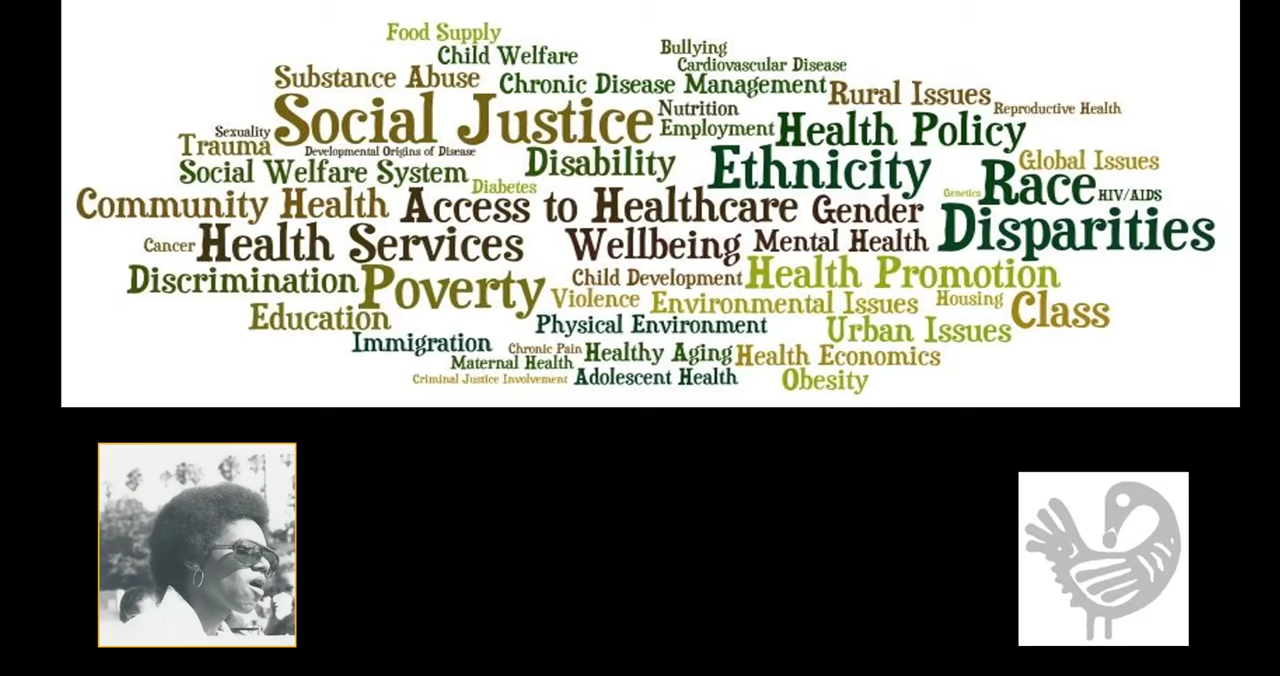 Food Supply
Bullying
Child Welfare
Cardiovascular Disease
Substance Abuse
Chronic Disease Management
Rural Issues
Social Justice
Nutrition
Reproductive Health
Sexuality
Employment
Health Policy
Trauma
Developmental Origins of Disease
Disability
Ethnicity
Global Issues
Social Welfare System
Diabetes
Genetics
Race
HIV/AIDS
Community Health
Access to Healthcare
Gender
Disparities
Cancer
Health Services
Wellbeing
Mental Health
Discrimination
Poverty
Child Development
Health Promotion
Violence
Environmental Issues
Housing
Class
Education
Physical Environment
Urban Issues
Immigration
Chronic Pain
Healthy Aging
Health Economics
Maternal Health
Criminal Justice Involvement
Adolescent Health
Obesity